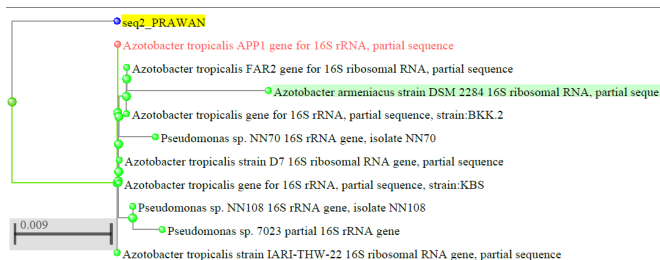 seq2_PRAWAN
Azotobacter tropicalis APP1 gene for 16S rRNA, partial sequence
Azotobacter tropicalis FAR2 gene for 16S ribosomal RNA, partial sequence
Azotobacter armeniacus strain DSM 2284 16S ribosomal RNA, partial seque
Azotobacter tropicalis gene for 16S rRNA, partial sequence, strain:BKK.2
Pseudomonas sp. NN70 16S rRNA gene, isolate NN70
Azotobacter tropicalis strain D7 16S ribosomal RNA gene, partial sequence
Azotobacter tropicalis gene for 16S rRNA, partial sequence, strain:KBS
Pseudomonas sp. NN108 16S rRNA gene, isolate NN108
Pseudomonas sp. 7023 partial 16S rRNA gene
0.009
Azotobacter tropicalis strain IARI-THW-22 16S ribosomal RNA gene, partial sequence